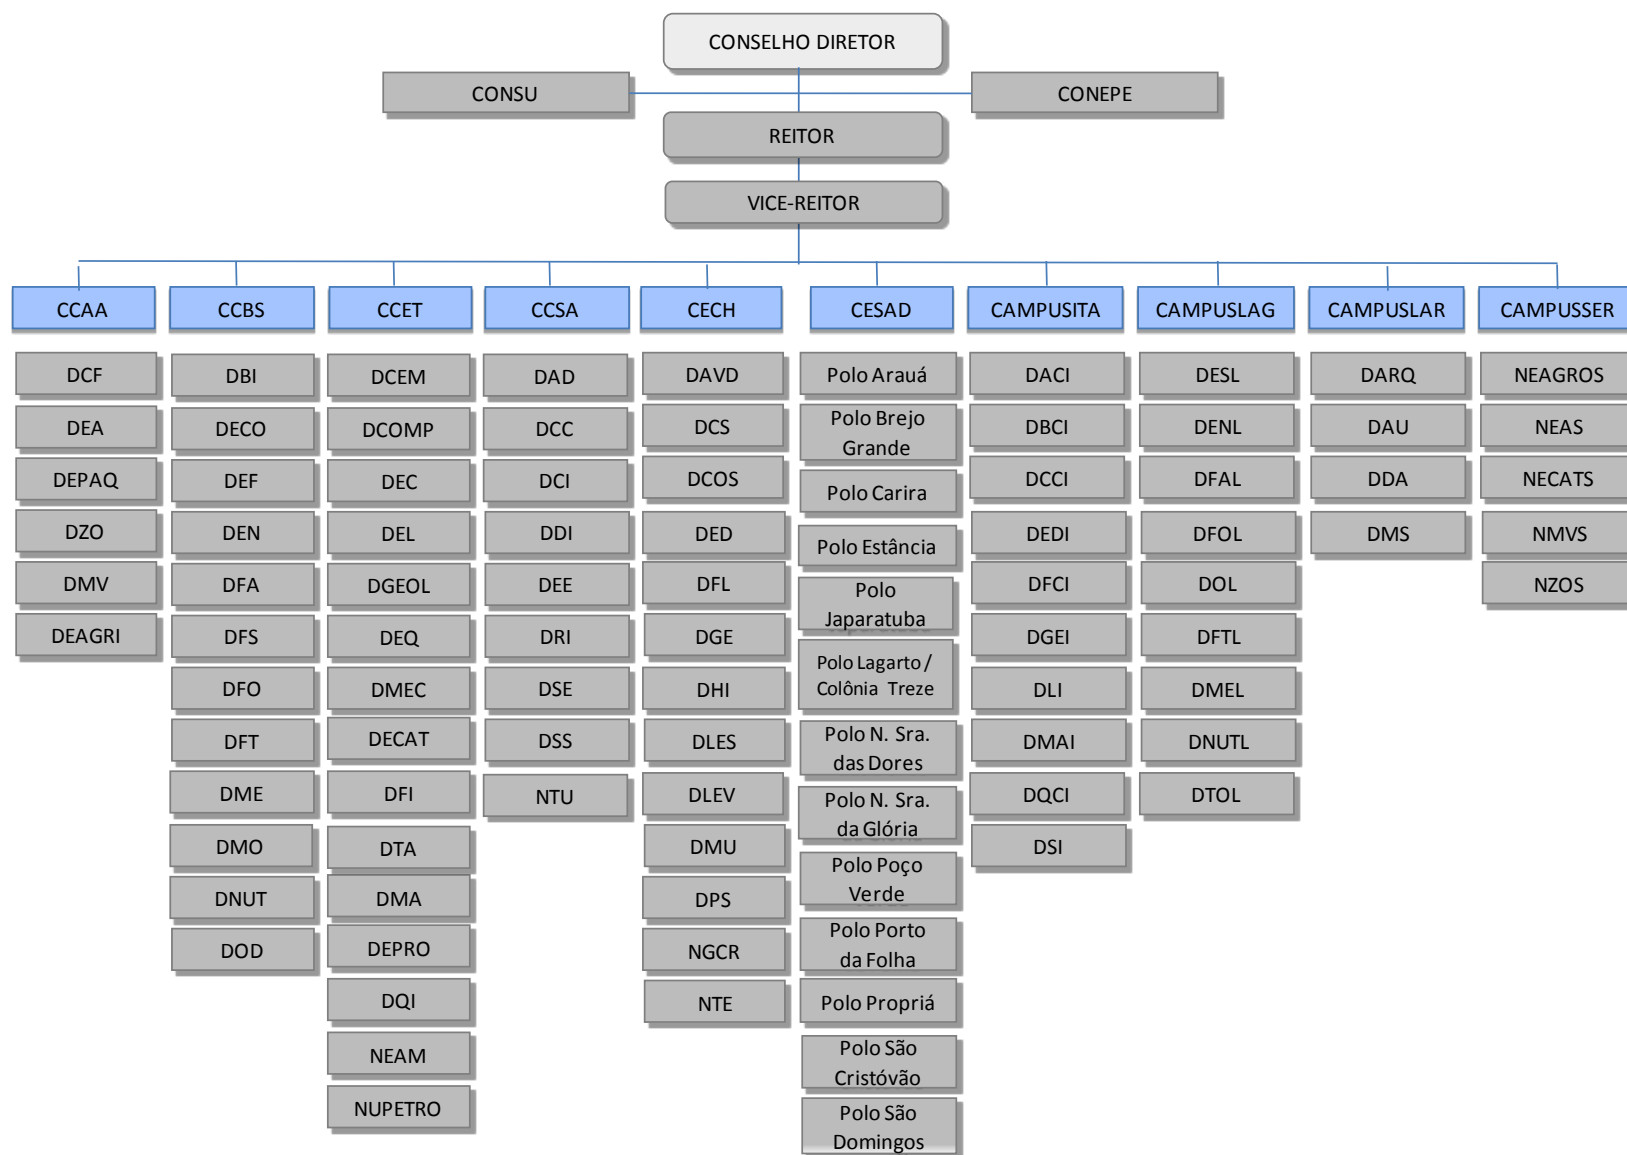 CONSELHO DIRETOR
CONSU
CONEPE
REITOR
VICE-REITOR
CCAA
CCBS
CCET
CCSA
CECH
CESAD
CAMPUSITA
CAMPUSLAG
CAMPUSLAR
CAMPUSSER
DCF
DEA
DEPAQ
DZO
DMV
DEAGRI
DBI
DECO
DEF
DEN
DFA
DFS
DFO
DFT
DME
DMO
DNUT
DOD
DCEM
DCOMP
DEC
DEL
DGEOL
DEQ
DMEC
DECAT
DFI
DTA
DMA
DEPRO
DQI
NEAM
NUPETRO
DAD
DCC
DCI
DDI
DEE
DRI
DSE
DSS
NTU
DAVD
DCS
DCOS
DED
DFL
DGE
DHI
DLES
DLEV
DMU
DPS
NGCR
NTE
Polo Arauá
Polo Brejo
Grande
Polo Carira
Polo Estância
Polo
Japaratuba
Polo Lagarto /
Colônia Treze
Polo N. Sra.
das Dores
Polo N. Sra.
da Glória
Polo Poço
Verde
Polo Porto
da Folha
Polo Propriá
Polo São
Cristóvão
Polo São
Domingos
DACI
DBCI
DCCI
DEDI
DFCI
DGEI
DLI
DMAI
DQCI
DSI
DESL
DENL
DFAL
DFOL
DOL
DFTL
DMEL
DNUTL
DTOL
DARQ
DAU
DDA
DMS
NEAGROS
NEAS
NECATS
NMVS
NZOS